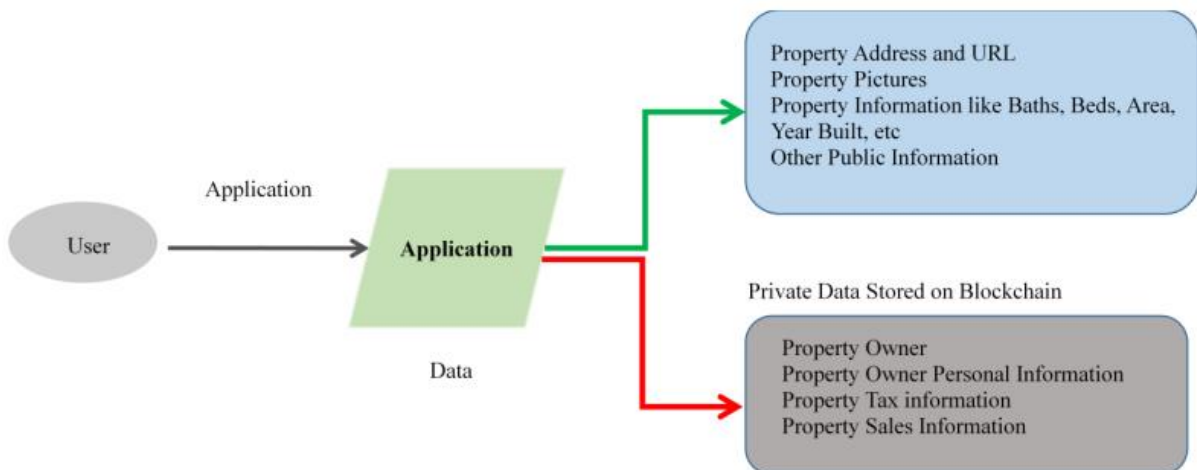 Property Address and URL
Property Pictures
Property Information like Baths, Beds, Area,
Year Built, etc
Other Public Information
Application
User
Application
Data
Private Data Stored on Blockchain
Property Owner
Property Owner Personal Information
Property Tax information
Property Sales Information